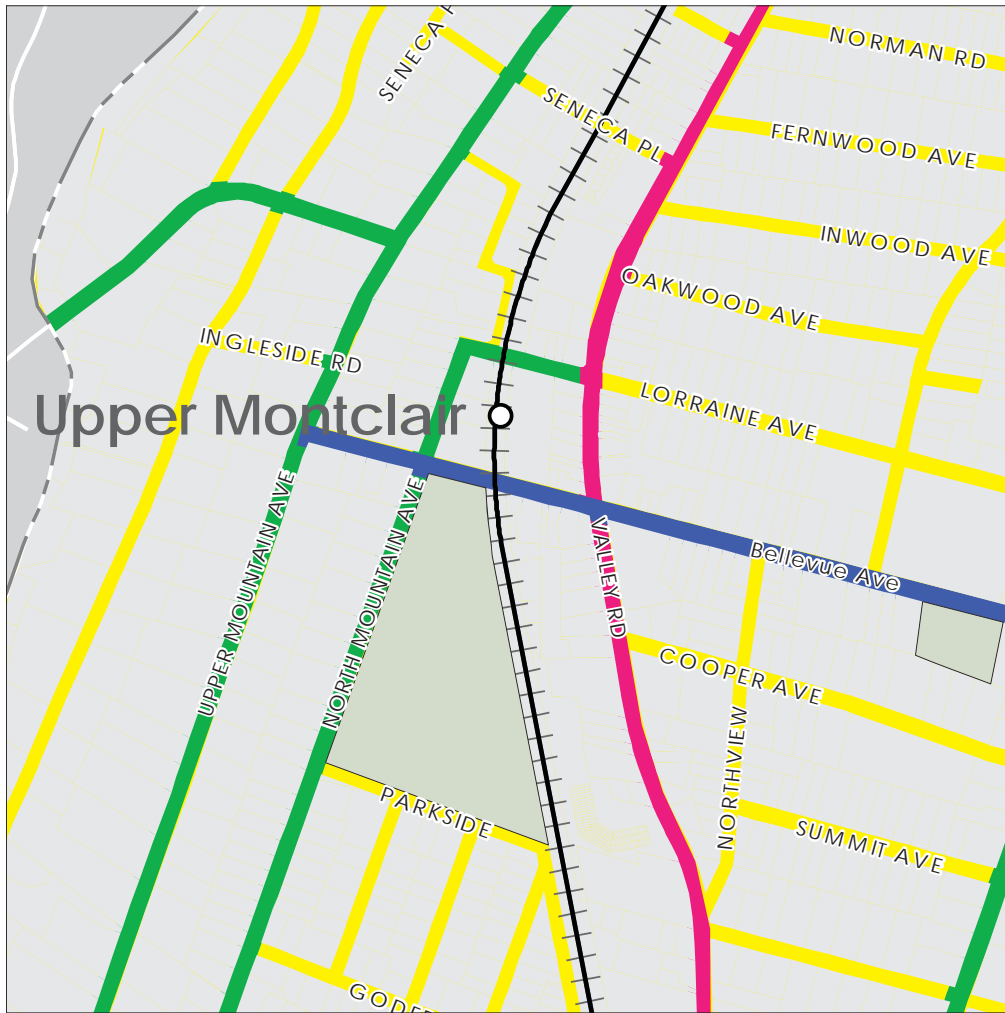 NORMAN RD
SENECA P
SENECA PL
FERNWOOD AVE
INWOOD AVE
OAKWOOD AVE
INGLESIDE RD
LORRAINE AVE
Upper Montclair
UPPER MOUNTAIN AVE
NORTH MOUNTAIN AVE
VALLEY RD
Bellevue Ave
COOPER AVE
NORTHVIEW
PARKSIDE
SUMMIT AVE